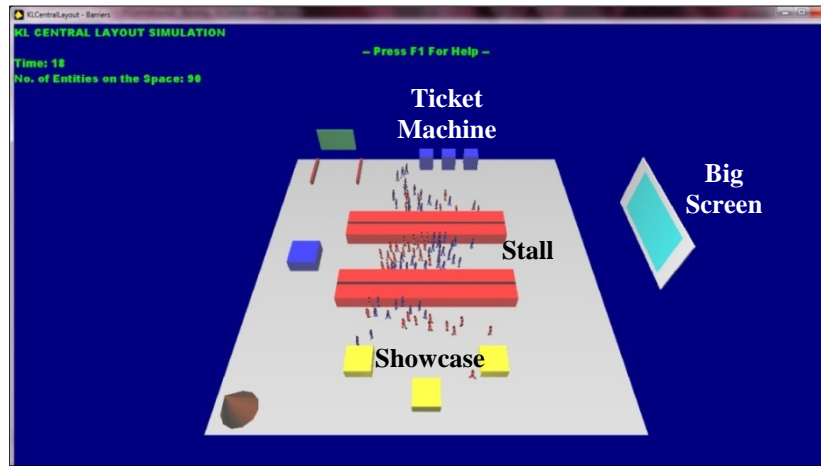 KLCentralLayout - Barriers
KL CENTRAL LAYOUT SIMULATION
-- Press F1 For Help --
Time: 18
No. of Entities on the Space: 90
Ticket
Machine
Big
Screen
Stall
Showcase